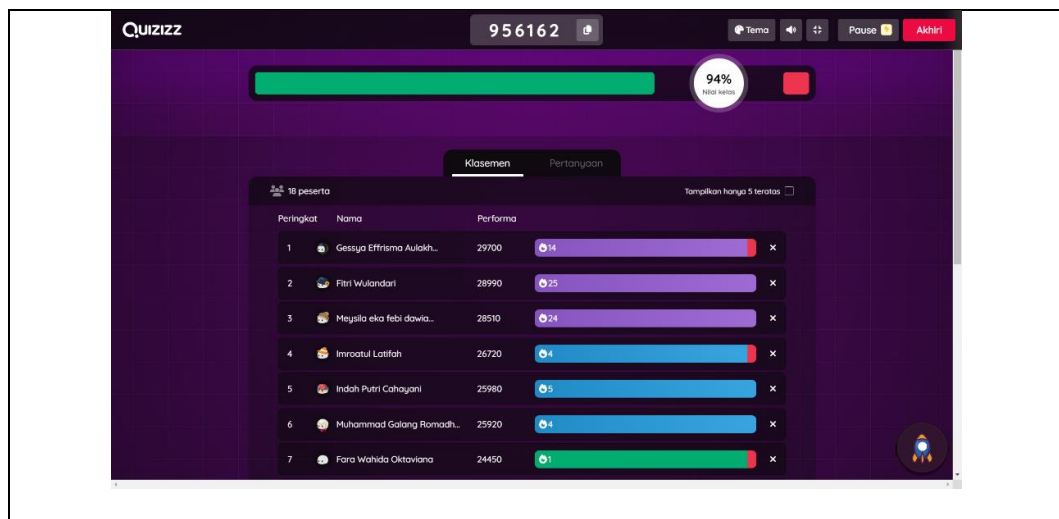 QUIZIZZ 956162 Tema Pause Akhiri
94%
Nilai kelas
Klasemen Pertanyaan
18 peserta Tampilkan hanya 5 teratas
Peringkat Nama Performa
1 Gessya Effrisma Aulakh... 29700 14
2 Fitri Wulandari 28990 25
3 Meysila eka febi dawia... 28510 24
4 Imroatul Latifah 26720 4
5 Indah Putri Cahayani 25980 5
6 Muhammad Galang Romadh... 25920 4
7 Fara Wahida Oktaviana 24450 1